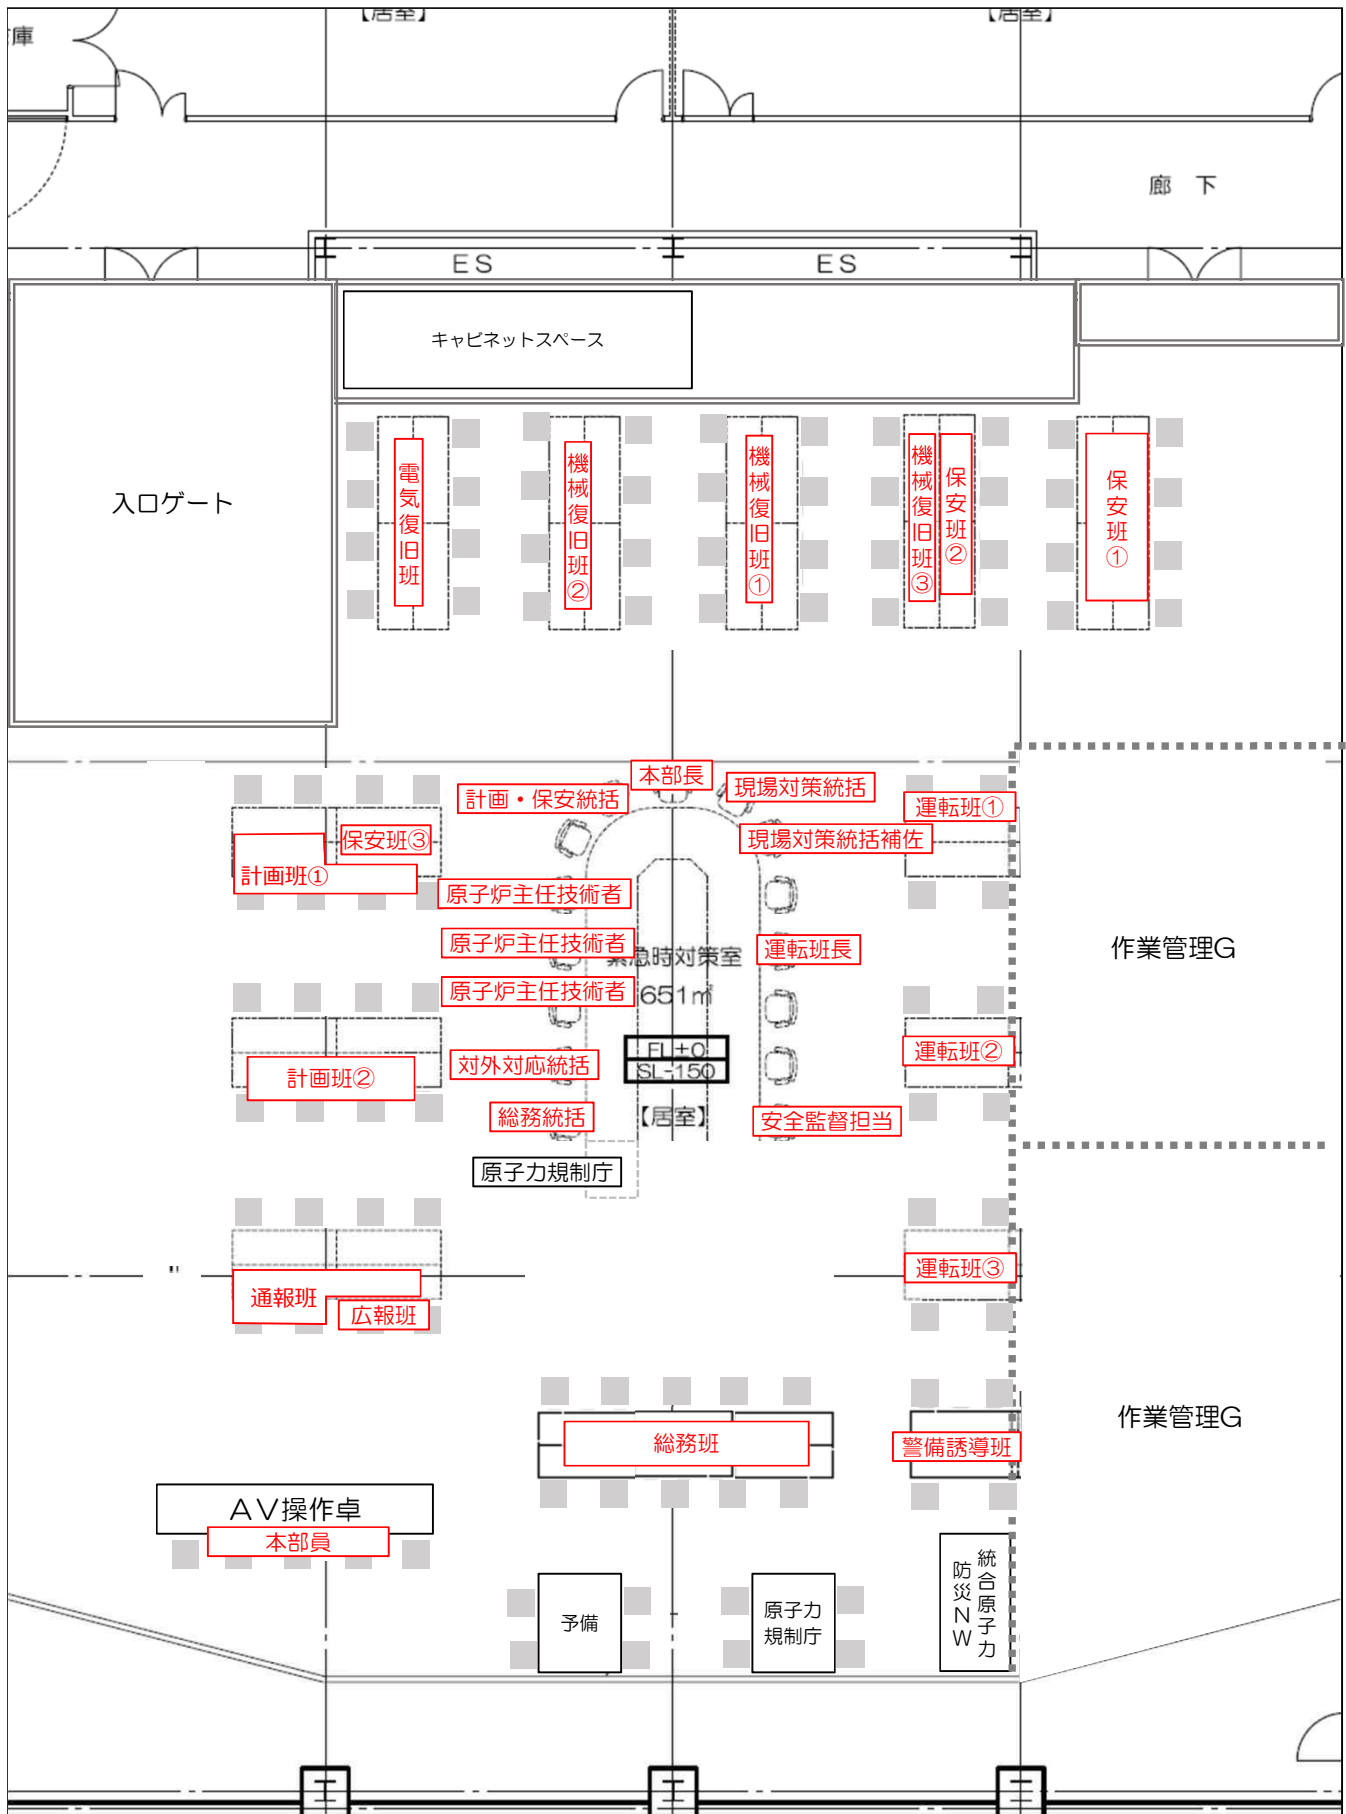 【居室】
【居室】
庫
廊 下
ES
ES
キャビネットスペース
入口ゲート
電気復旧班
機械復旧班②
機械復旧班①
機械復旧班③
保安班②
保安班①
本部長
計画・保安統括
現場対策統括
運転班①
保安班③
現場対策統括補佐
計画班①
原子炉主任技術者
原子炉主任技術者
緊急時対策室
運転班長
作業管理G
原子炉主任技術者
651㎡
FL±0
SL-150
運転班②
対外対応統括
計画班②
総務統括
【居室】
安全監督担当
原子力規制庁
運転班③
通報班
広報班
作業管理G
総務班
警備誘導班
AV操作卓
本部員
統合原子力
防災NW
予備
原子力
規制庁